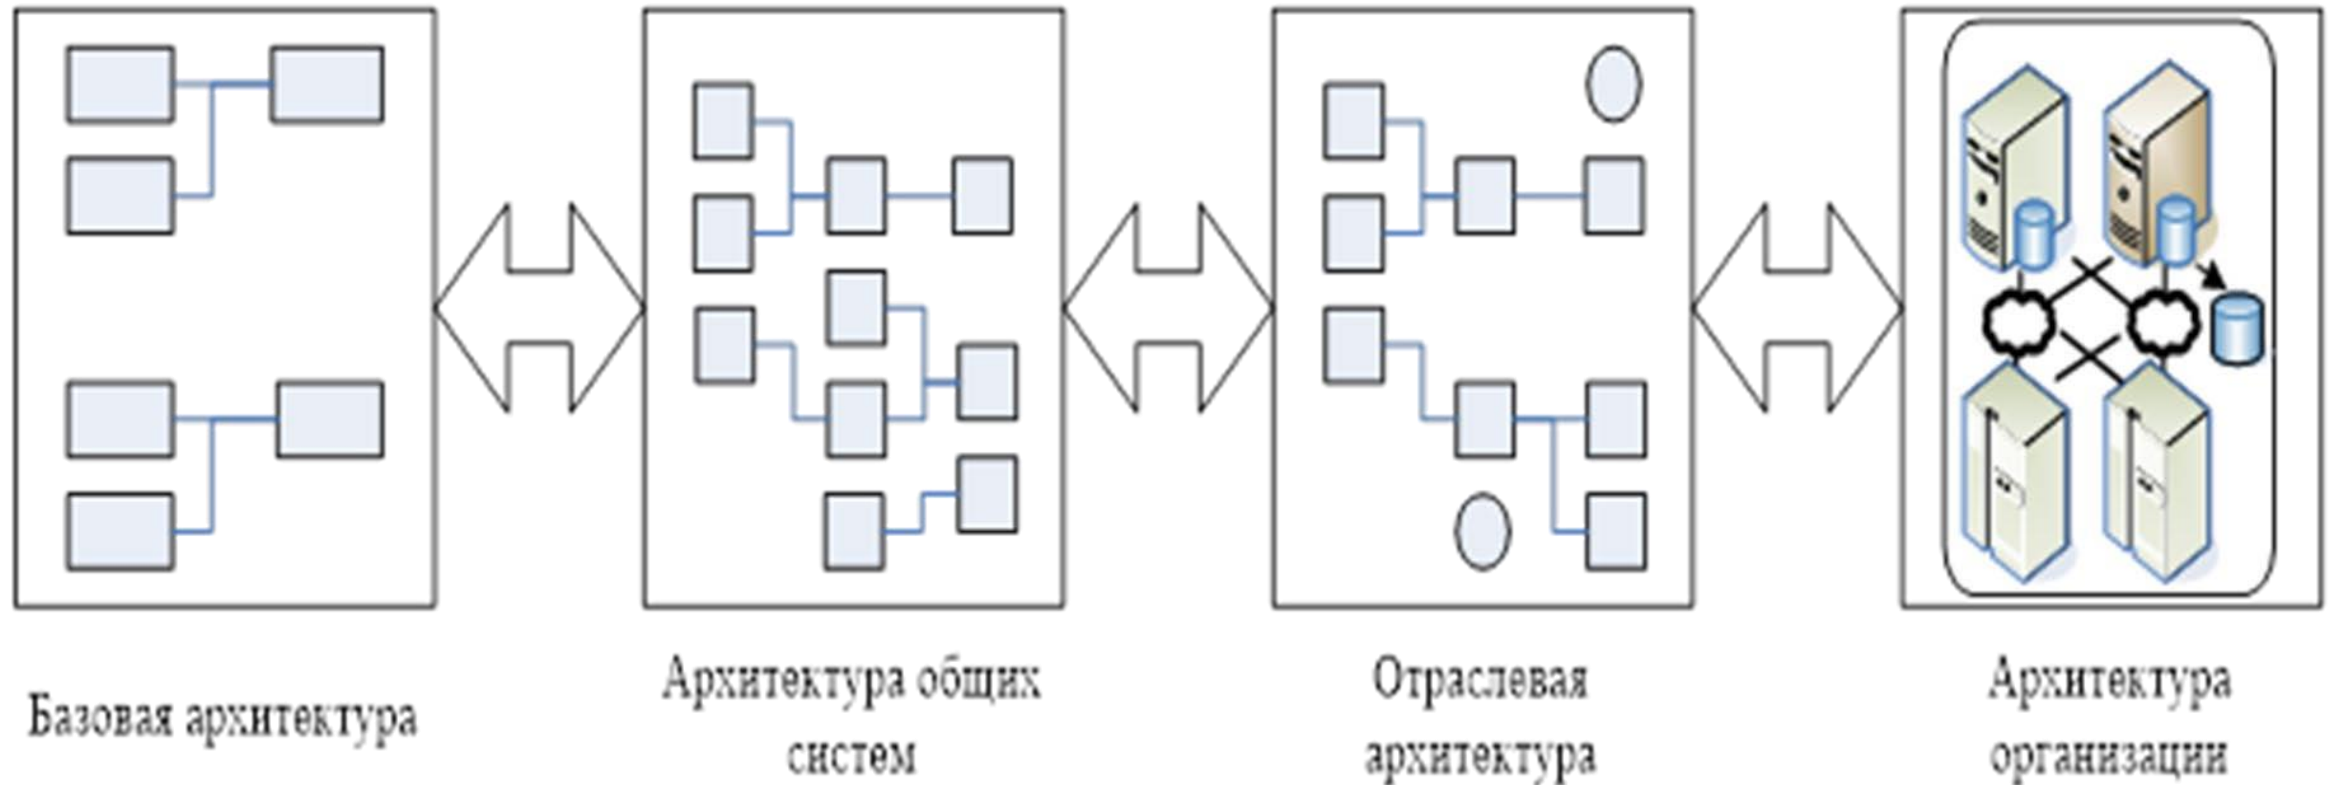 Базовая архитектура
Архитектура общих
систем
Отраслевая
архитектура
Архитектура
организации